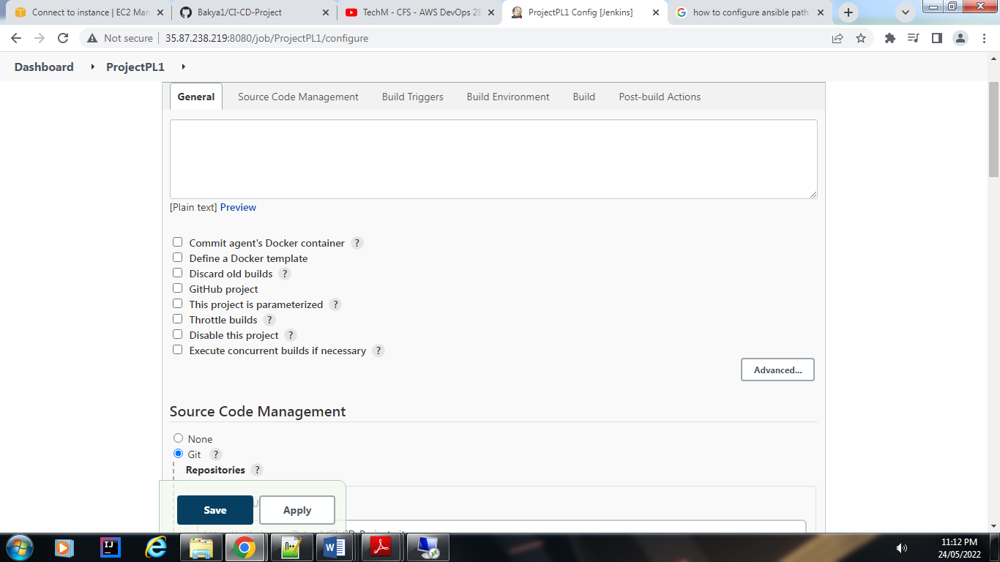 Connect to instance | EC2 Man
Bakya1/CI-CD-Project
TechM - CFS - AWS DevOps 2E
ProjectPL1 Config [Jenkins]
how to configure ansible path
Not secure | 35.87.238.219:8080/job/ProjectPL1/configure
Dashboard
ProjectPL1
General
Source Code Management
Build Triggers
Build Environment
Build
Post-build Actions
[Plain text] Preview
Commit agent's Docker container ?
Define a Docker template
Discard old builds ?
GitHub project
This project is parameterized ?
Throttle builds ?
Disable this project ?
Execute concurrent builds if necessary ?
Advanced...
Source Code Management
None
Git ?
Repositories ?
Save
Apply
11:12 PM
24/05/2022